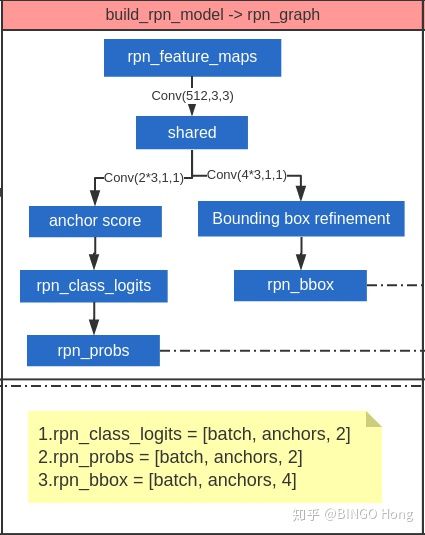 build_rpn_model -> rpn_graph
rpn_feature_maps
Conv(512,3,3)
shared
Conv(2*3,1,1)
Conv(4*3,1,1)
anchor score
Bounding box refinement
rpn_class_logits
rpn_bbox
rpn_probs
1.rpn_class_logits = [batch, anchors, 2]
2.rpn_probs = [batch, anchors, 2]
3.rpn_bbox = [batch, anchors, 4]
知乎 @BINGO Hong